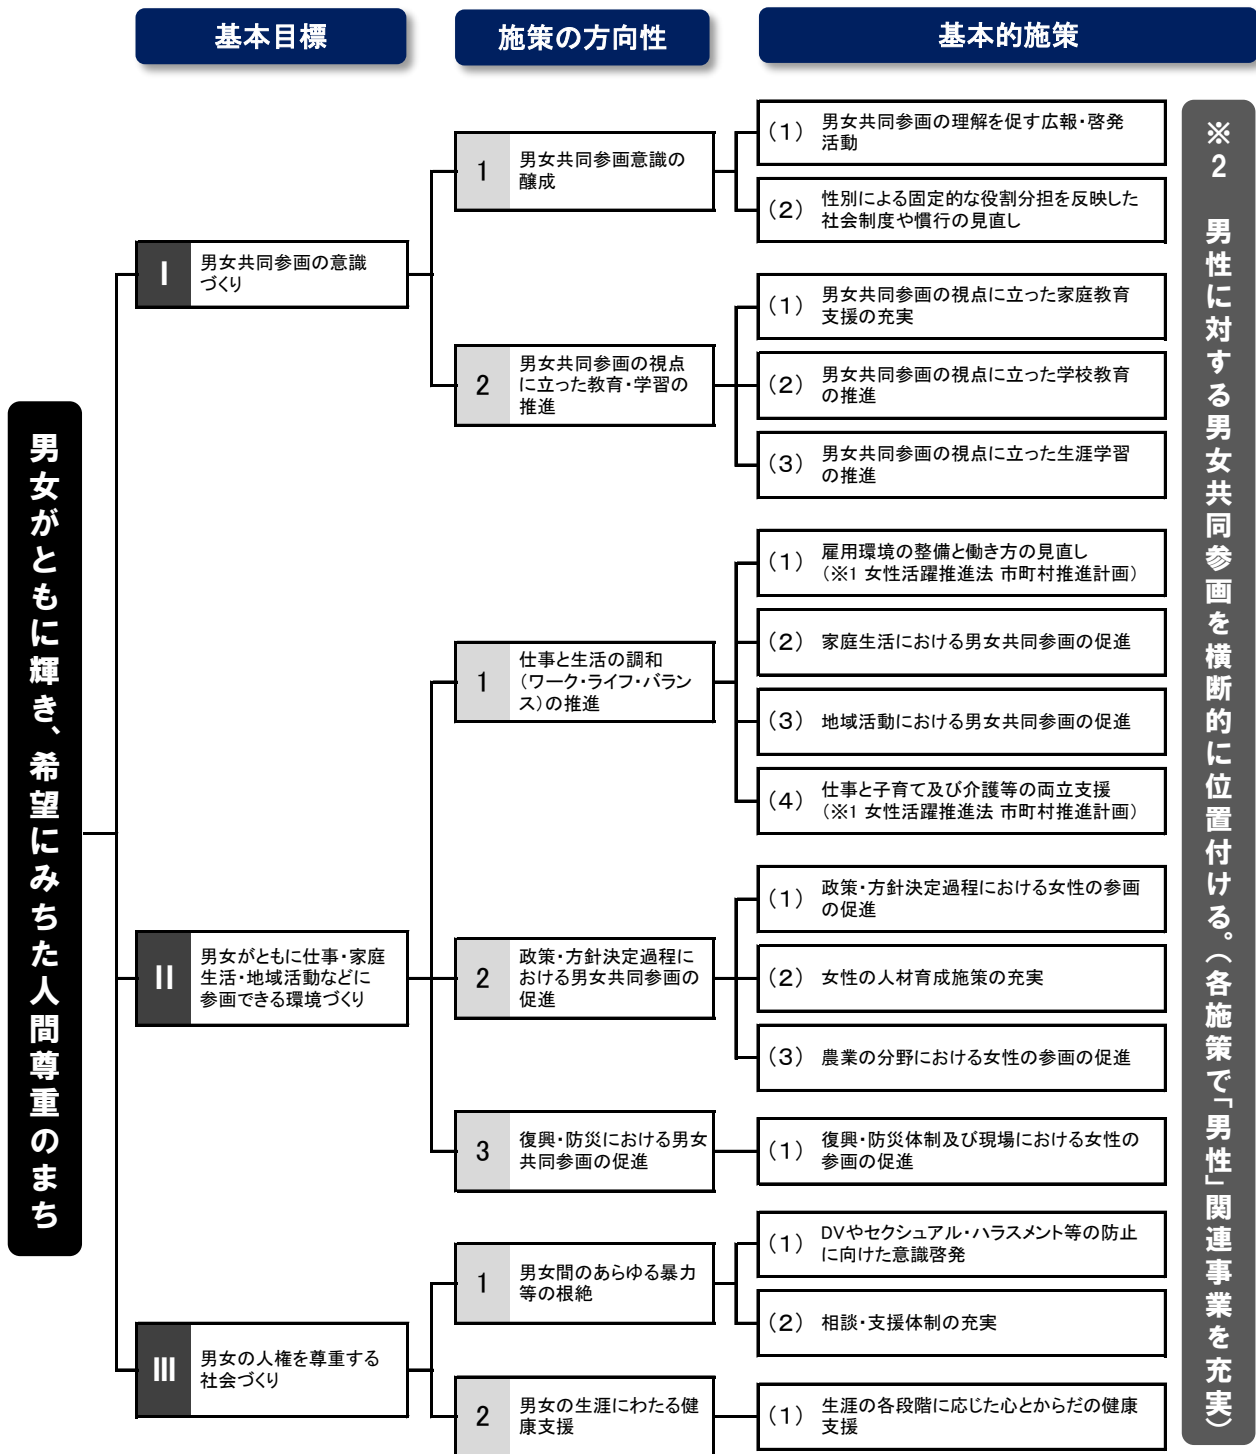 基本目標
施策の方向性
基本的施策
男女がともに輝き、希望にみちた人間尊重のまち
Ⅰ
男女共同参画の意識
づくり
1
男女共同参画意識の
醸成
(1)
男女共同参画の理解を促す広報・啓発
活動
(2)
性別による固定的な役割分担を反映した
社会制度や慣行の見直し
2
男女共同参画の視点
に立った教育・学習の
推進
(1)
男女共同参画の視点に立った家庭教育
支援の充実
(2)
男女共同参画の視点に立った学校教育
の推進
(3)
男女共同参画の視点に立った生涯学習
の推進
Ⅱ
男女がともに仕事・家庭
生活・地域活動などに
参画できる環境づくり
1
仕事と生活の調和
(ワーク・ライフ・バラン
ス)の推進
(1)
雇用環境の整備と働き方の見直し
(※1 女性活躍推進法 市町村推進計画)
(2)
家庭生活における男女共同参画の促進
(3)
地域活動における男女共同参画の促進
(4)
仕事と子育て及び介護等の両立支援
(※1 女性活躍推進法 市町村推進計画)
2
政策・方針決定過程に
おける男女共同参画の
促進
(1)
政策・方針決定過程における女性の参画
の促進
(2)
女性の人材育成施策の充実
(3)
農業の分野における女性の参画の促進
3
復興・防災における男女
共同参画の促進
(1)
復興・防災体制及び現場における女性の
参画の促進
Ⅲ
男女の人権を尊重する
社会づくり
1
男女間のあらゆる暴力
等の根絶
(1)
DVやセクシュアル・ハラスメント等の防止
に向けた意識啓発
(2)
相談・支援体制の充実
2
男女の生涯にわたる健
康支援
(1)
生涯の各段階に応じた心とからだの健康
支援
※2 男性に対する男女共同参画を横断的に位置付ける。(各施策で「男性」関連事業を充実)